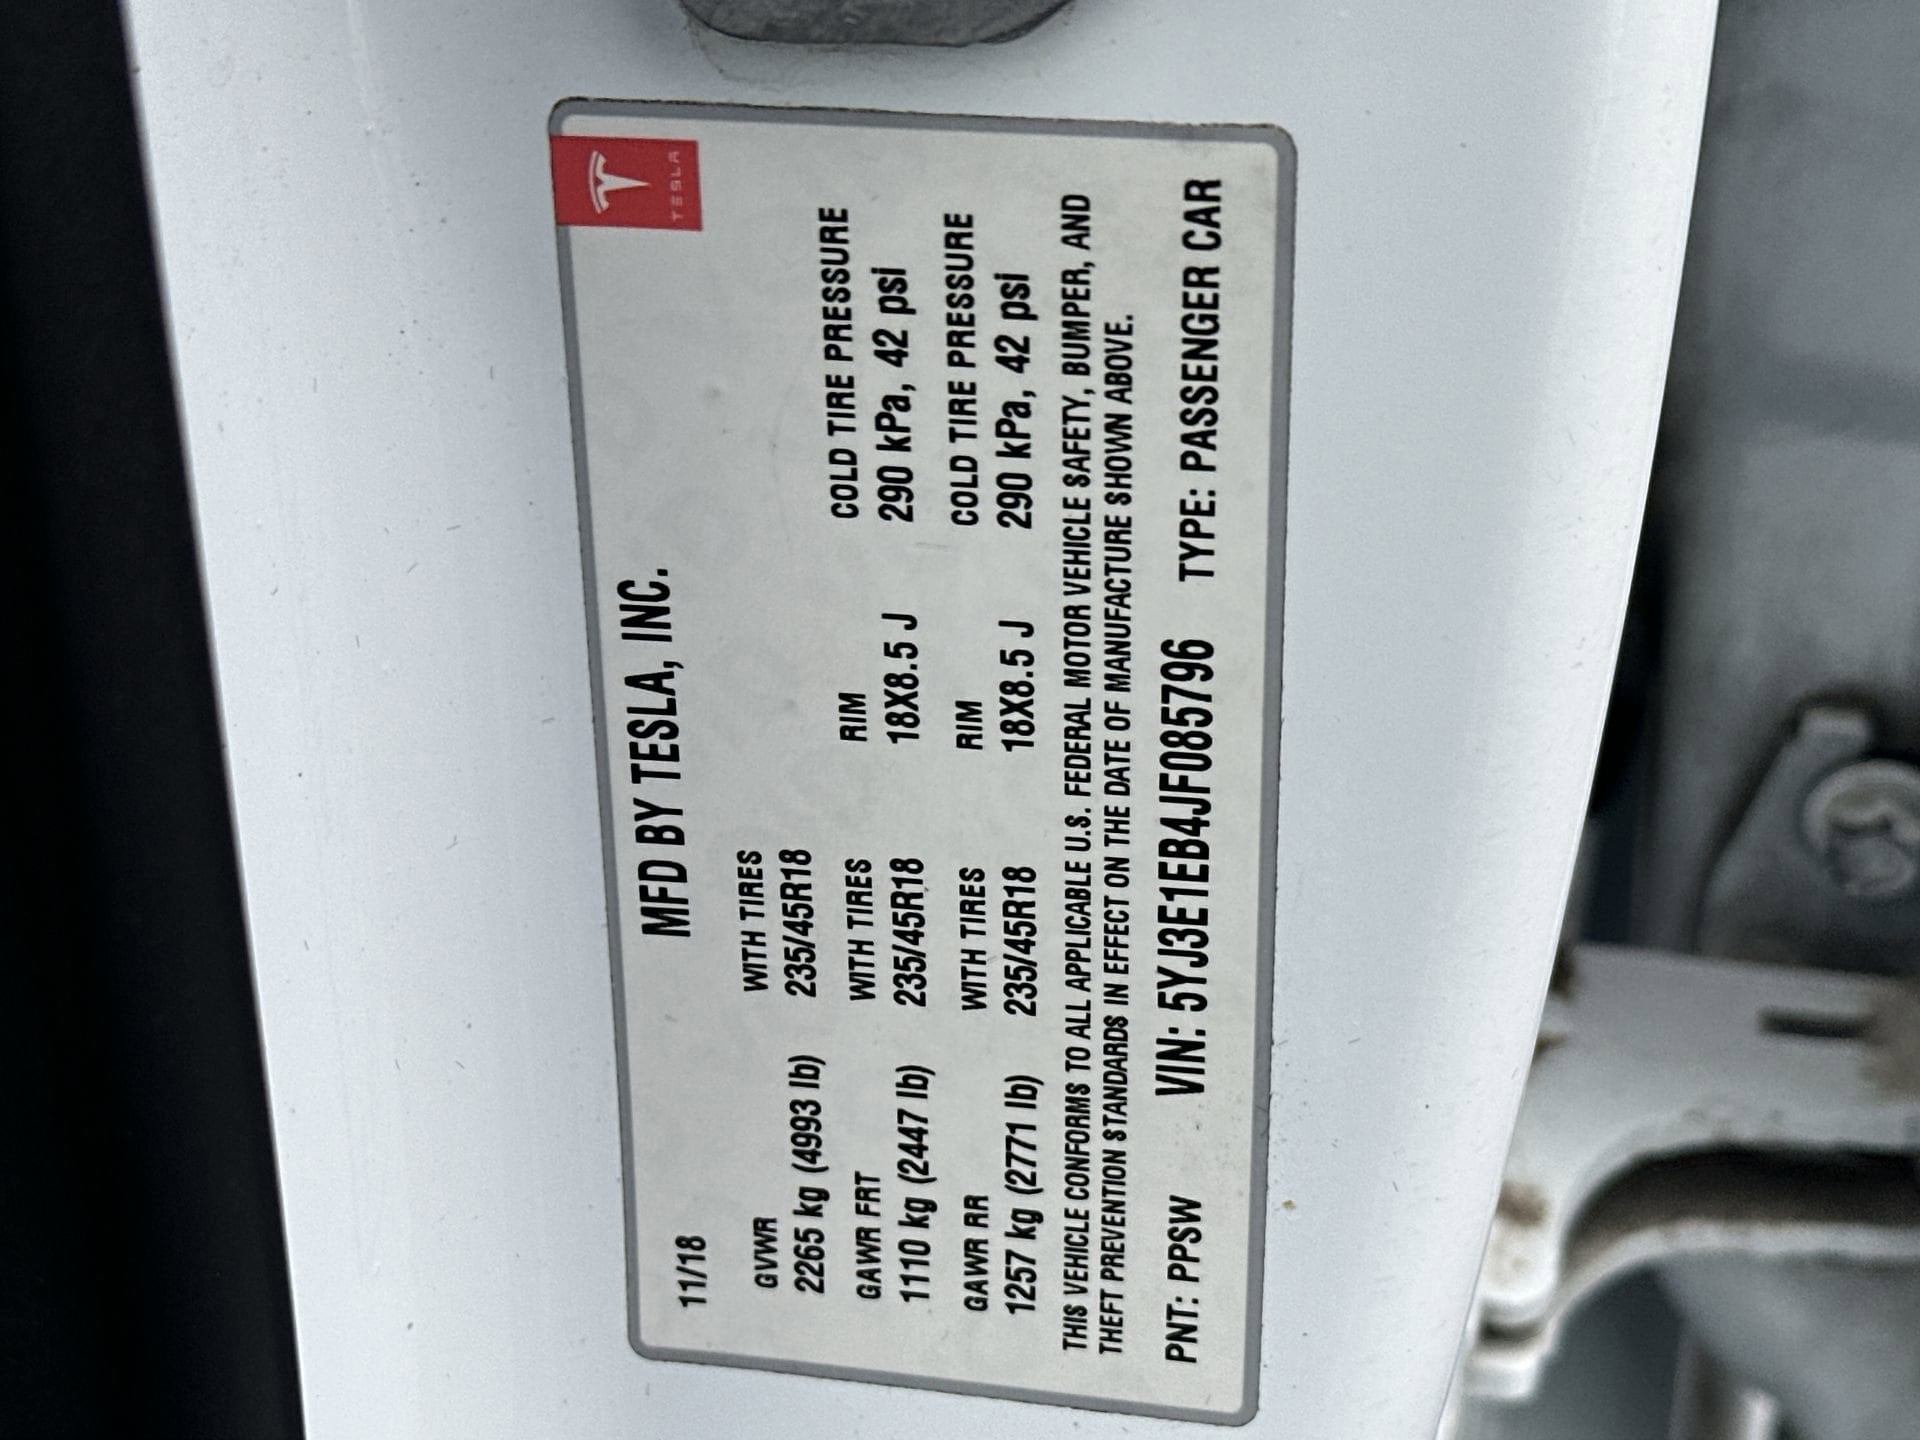 TESLA
MFD BY TESLA, INC.
11/18
GVWR WITH TIRES
2265 kg (4993 lb) 235/45R18
GAWR FRT WITH TIRES RIM COLD TIRE PRESSURE
1110 kg (2447 lb) 235/45R18 18X8.5 J 290 kPa, 42 psi
GAWR RR WITH TIRES RIM COLD TIRE PRESSURE
1257 kg (2771 lb) 235/45R18 18X8.5 J 290 kPa, 42 psi
THIS VEHICLE CONFORMS TO ALL APPLICABLE U.S. FEDERAL MOTOR VEHICLE SAFETY, BUMPER, AND
THEFT PREVENTION STANDARDS IN EFFECT ON THE DATE OF MANUFACTURE SHOWN ABOVE.
PNT: PPSW VIN: 5YJ3E1EB4JF085796 TYPE: PASSENGER CAR